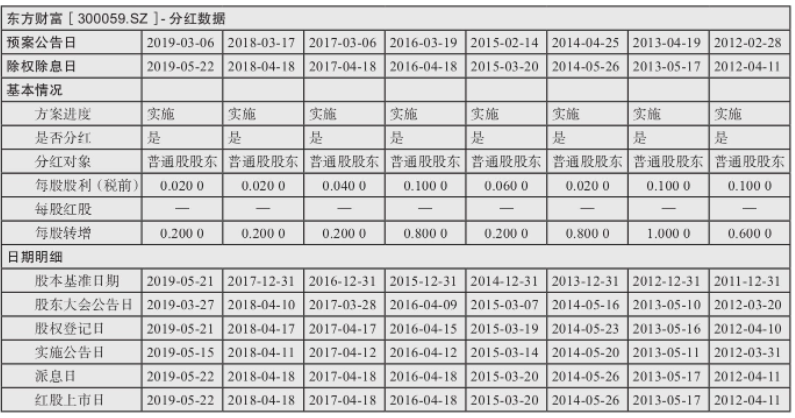 东方财富［300059.SZ］- 分红数据
预案公告日 2019-03-06 2018-03-17 2017-03-06 2016-03-19 2015-02-14 2014-04-25 2013-04-19 2012-02-28
除权除息日 2019-05-22 2018-04-18 2017-04-18 2016-04-18 2015-03-20 2014-05-26 2013-05-17 2012-04-11
基本情况
方案进度 实施 实施 实施 实施 实施 实施 实施 实施
是否分红 是 是 是 是 是 是 是 是
分红对象 普通股股东 普通股股东 普通股股东 普通股股东 普通股股东 普通股股东 普通股股东 普通股股东
每股股利（税前） 0.020 0 0.020 0 0.040 0 0.100 0 0.060 0 0.020 0 0.100 0 0.100 0
每股红股 — — — — — — — —
每股转增 0.200 0 0.200 0 0.200 0 0.800 0 0.200 0 0.800 0 1.000 0 0.600 0
日期明细
股本基准日期 2019-05-21 2017-12-31 2016-12-31 2015-12-31 2014-12-31 2013-12-31 2012-12-31 2011-12-31
股东大会公告日 2019-03-27 2018-04-10 2017-03-28 2016-04-09 2015-03-07 2014-05-16 2013-05-10 2012-03-20
股权登记日 2019-05-21 2018-04-17 2017-04-17 2016-04-15 2015-03-19 2014-05-23 2013-05-16 2012-04-10
实施公告日 2019-05-15 2018-04-11 2017-04-12 2016-04-12 2015-03-14 2014-05-20 2013-05-11 2012-03-31
派息日 2019-05-22 2018-04-18 2017-04-18 2016-04-18 2015-03-20 2014-05-26 2013-05-17 2012-04-11
红股上市日 2019-05-22 2018-04-18 2017-04-18 2016-04-18 2015-03-20 2014-05-26 2013-05-17 2012-04-11